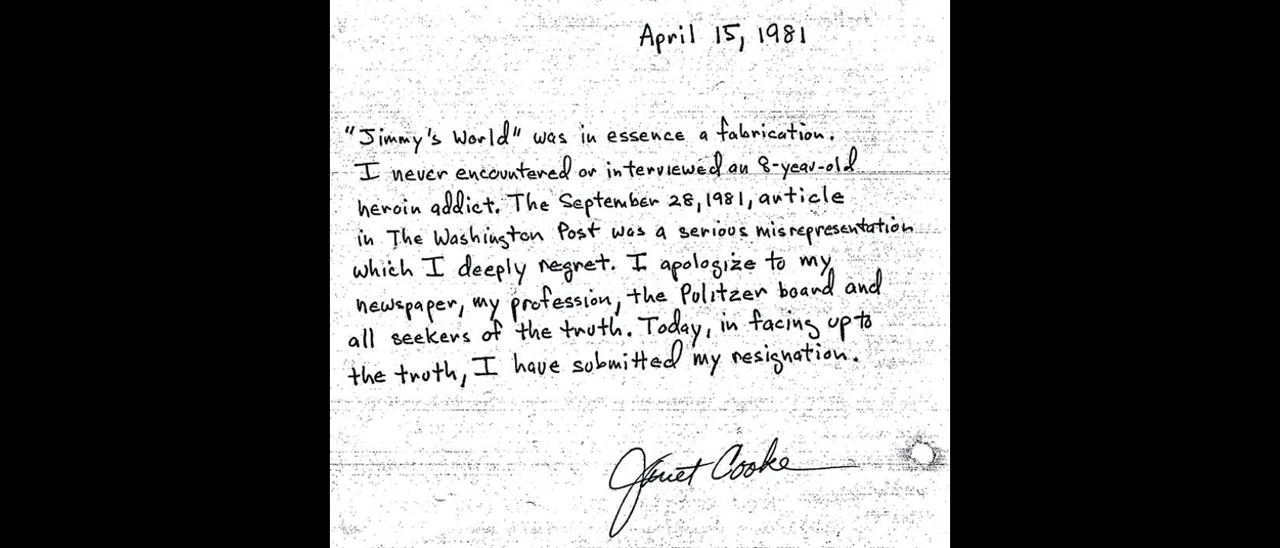 April 15, 1981
"Jimmy's World" was in essence a fabrication.
I never encountered or interviewed an 8-year-old
heroin addict. The September 28, 1981, article
in The Washington Post was a serious misrepresentation
which I deeply regret. I apologize to my
newspaper, my profession, the Politzer board and
all seekers of the truth. Today, in facing up to
the truth, I have submitted my resignation.
Janet Cooke